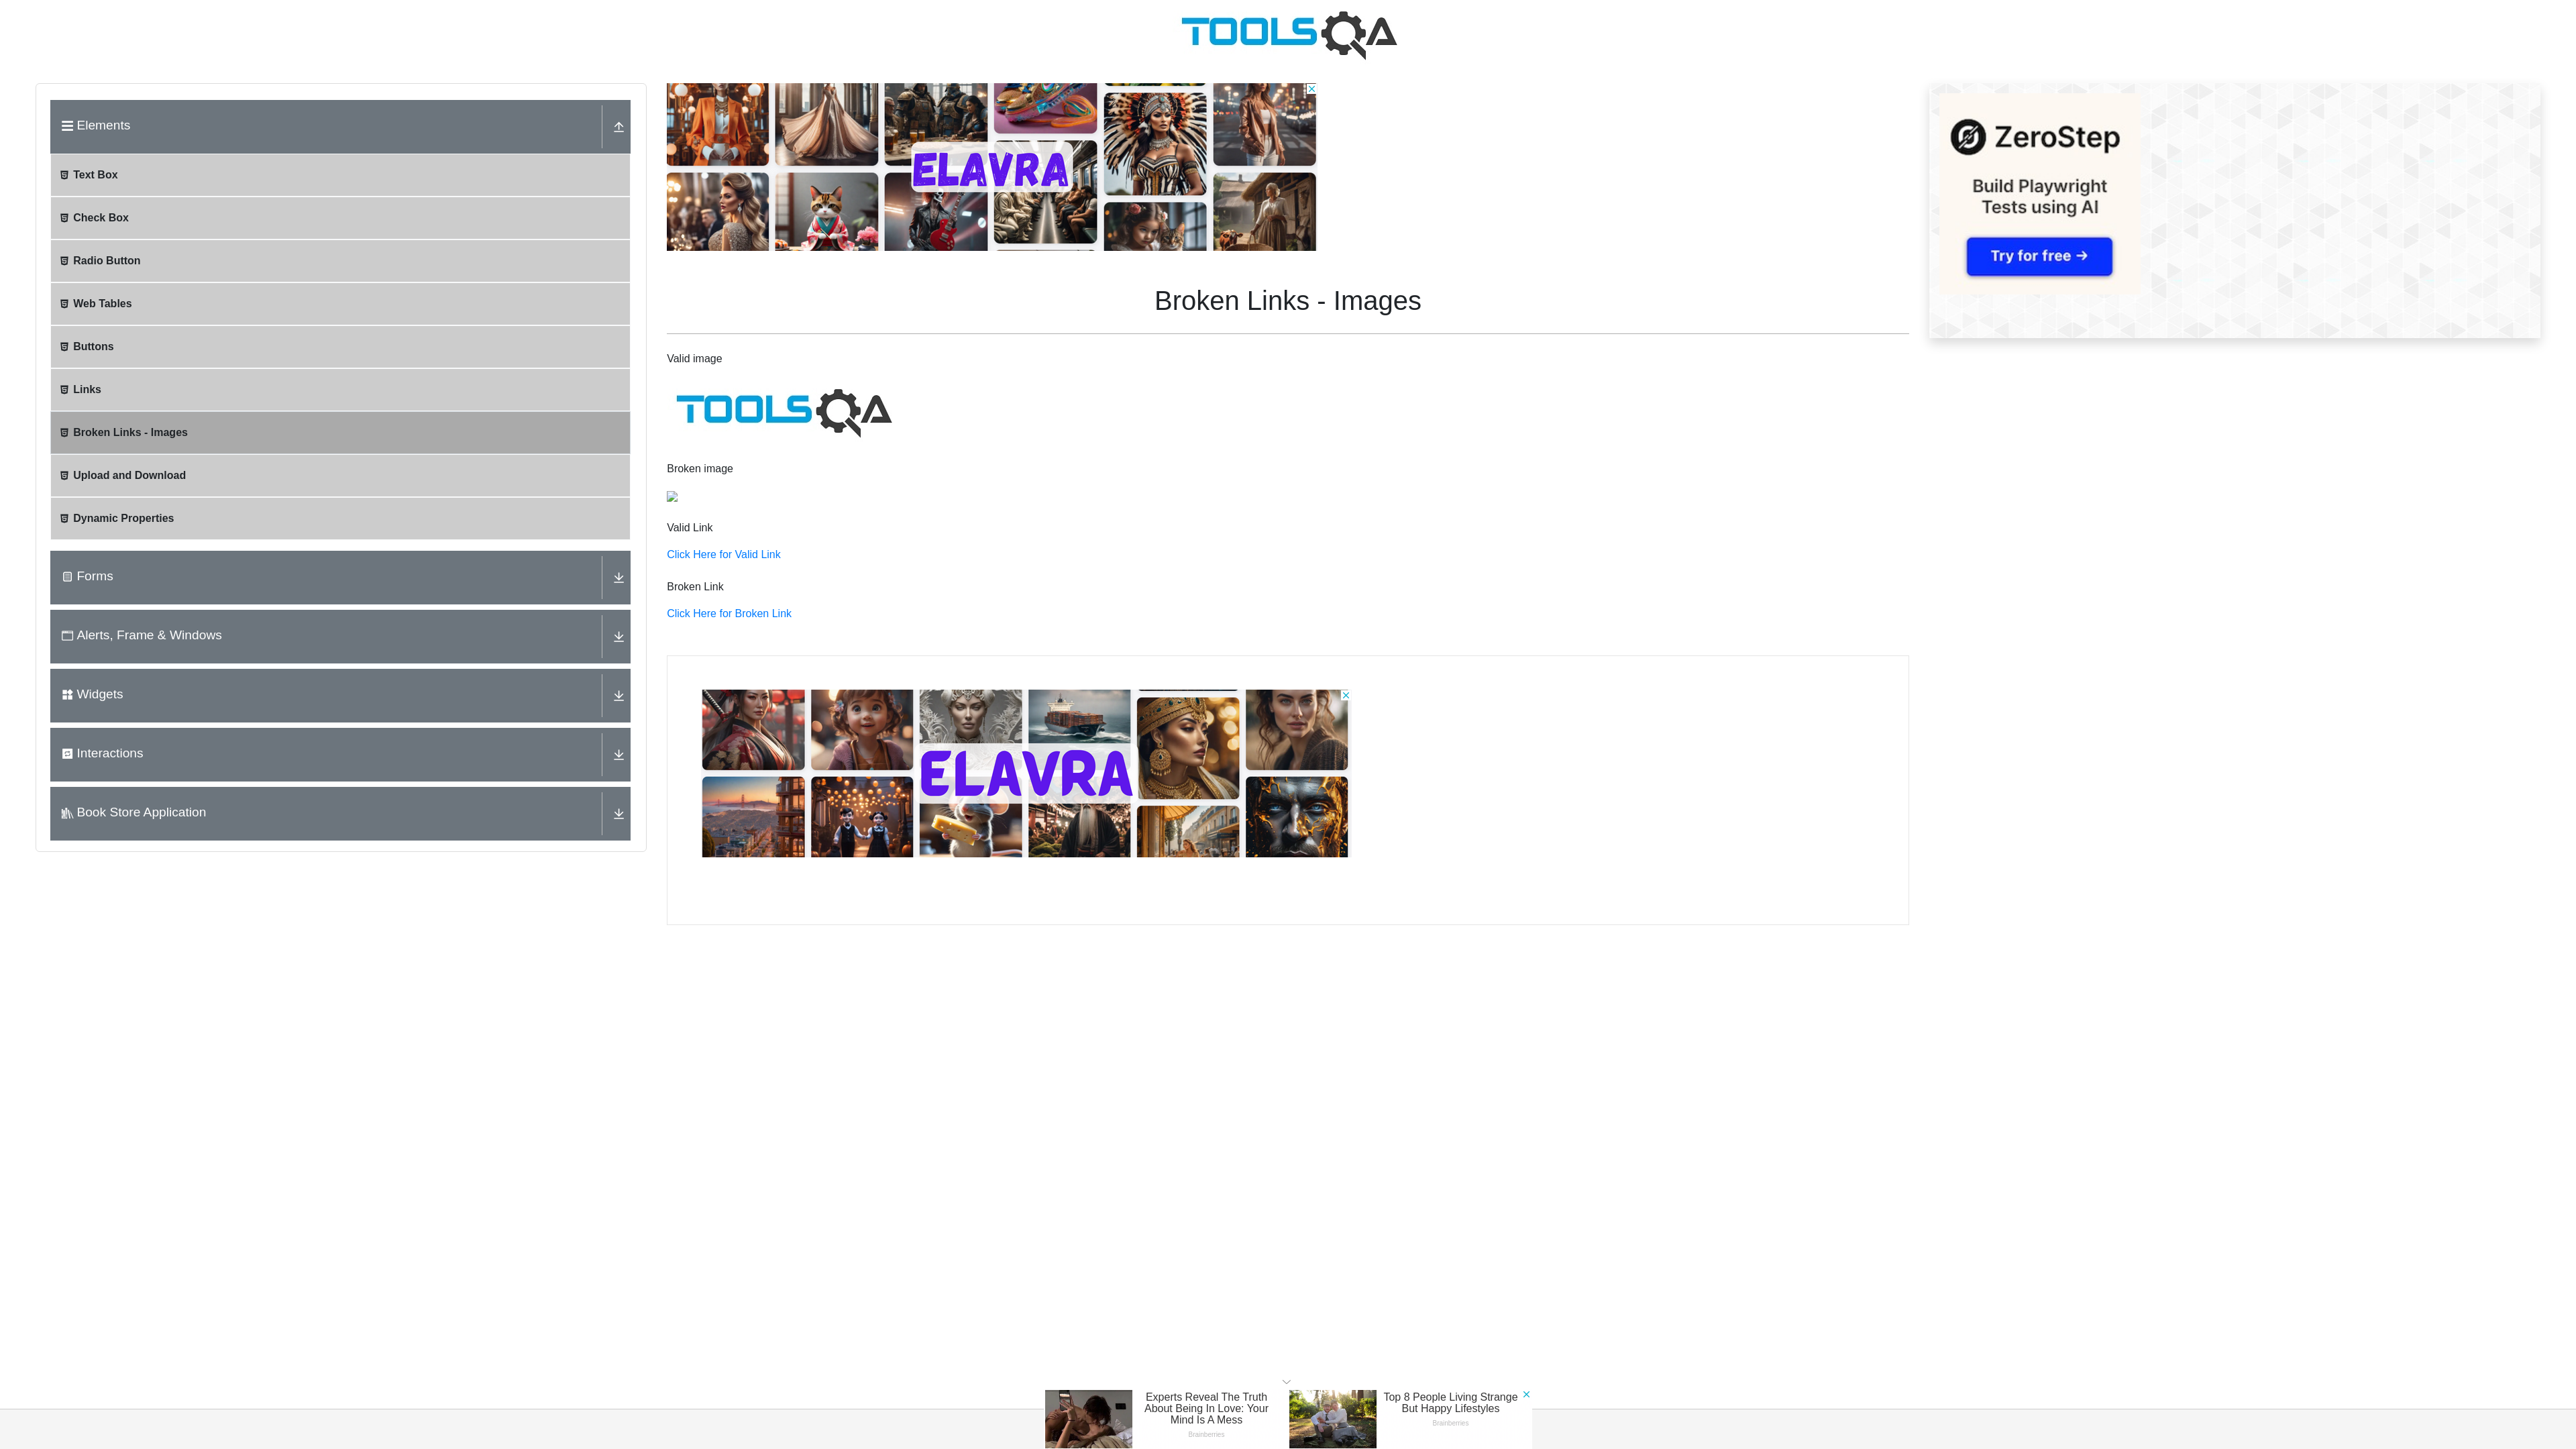 TOOLSQA
Elements
Text Box
Check Box
Radio Button
Web Tables
Buttons
Links
Broken Links - Images
Upload and Download
Dynamic Properties
Forms
Alerts, Frame & Windows
Widgets
Interactions
Book Store Application
ELAVRA
Broken Links - Images
Valid image
TOOLSQA
Broken image
Valid Link
Click Here for Valid Link
Broken Link
Click Here for Broken Link
ELAVRA
ZeroStep
Build Playwright
Tests using AI
Try for free →
Experts Reveal The Truth
About Being In Love: Your
Mind Is A Mess
Brainberries
Top 8 People Living Strange
But Happy Lifestyles
Brainberries